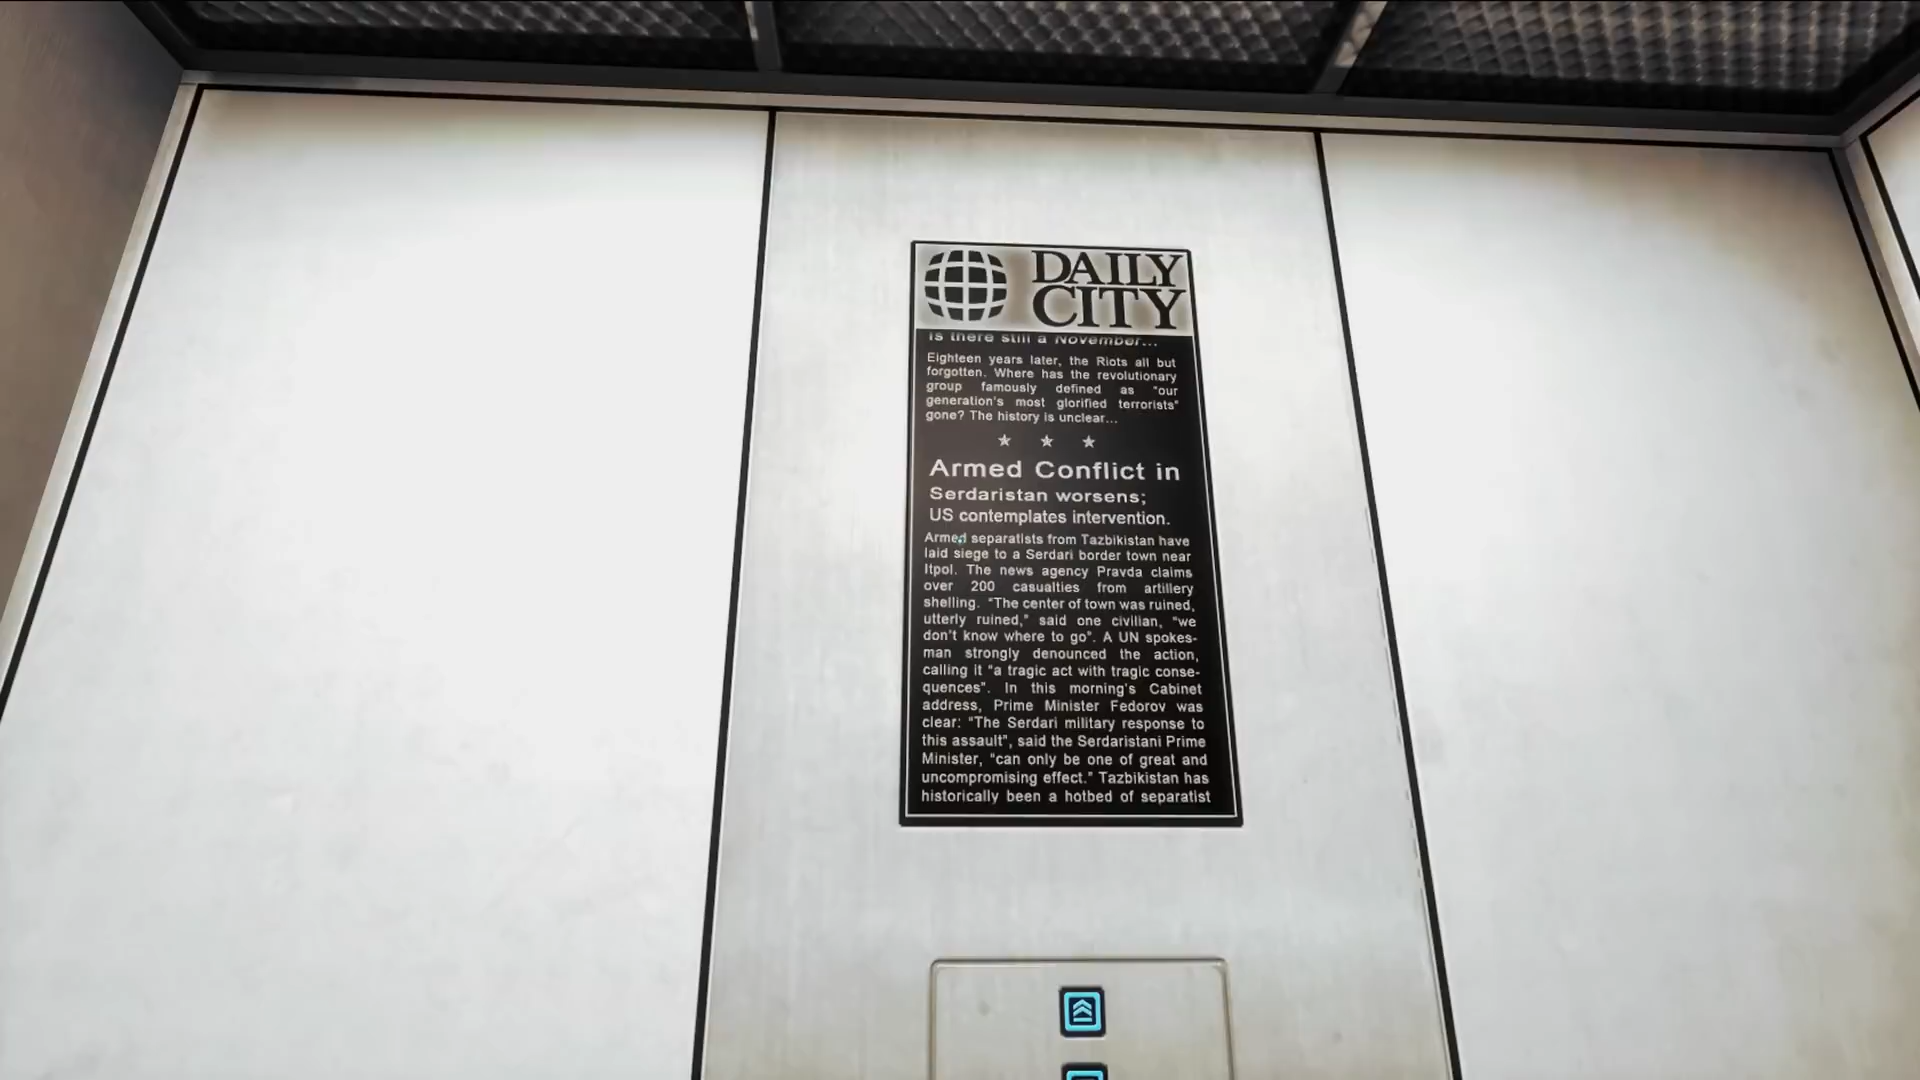 DAILY
CITY
Is there still a November...
Eighteen years later, the Riots all but
forgotten. Where has the revolutionary
group famously defined as "our
generation's most glorified terrorists"
gone? The history is unclear...
★ ★ ★
Armed Conflict in
Serdaristan worsens;
US contemplates intervention.
Armed separatists from Tazbikistan have
laid siege to a Serdari border town near
Itpol. The news agency Pravda claims
over 200 casualties from artillery
shelling. "The center of town was ruined,
utterly ruined," said one civilian, "we
don't know where to go". A UN spokes-
man strongly denounced the action,
calling it "a tragic act with tragic conse-
quences". In this morning's Cabinet
address, Prime Minister Fedorov was
clear: "The Serdari military response to
this assault", said the Serdaristani Prime
Minister, "can only be one of great and
uncompromising effect." Tazbikistan has
historically been a hotbed of separatist